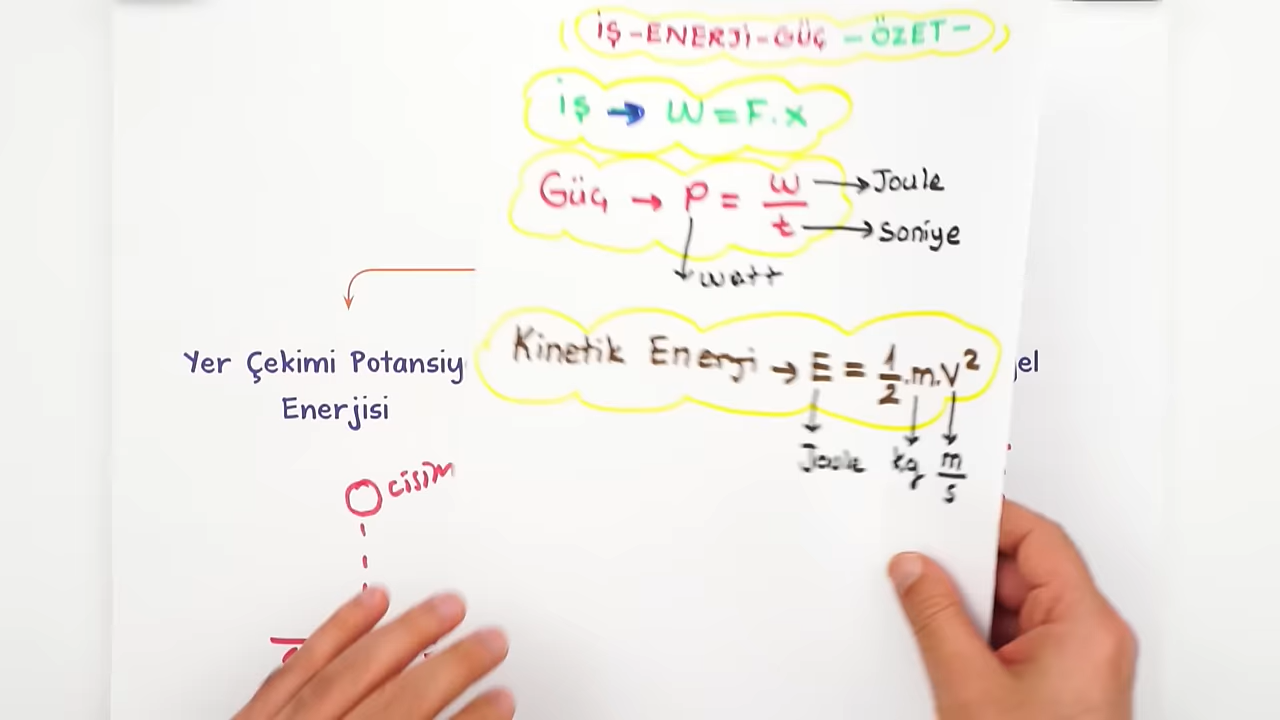 (İŞ-ENERJİ-GÜÇ-ÖZET-)
İş → W = F.x
Güç → P = W/t
Joule
Soniye
Watt
Kinetik Enerji → E = 1/2.m.v²
Joule kg m/s
Yer Çekimi Potansiy
Enerjisi
cisim